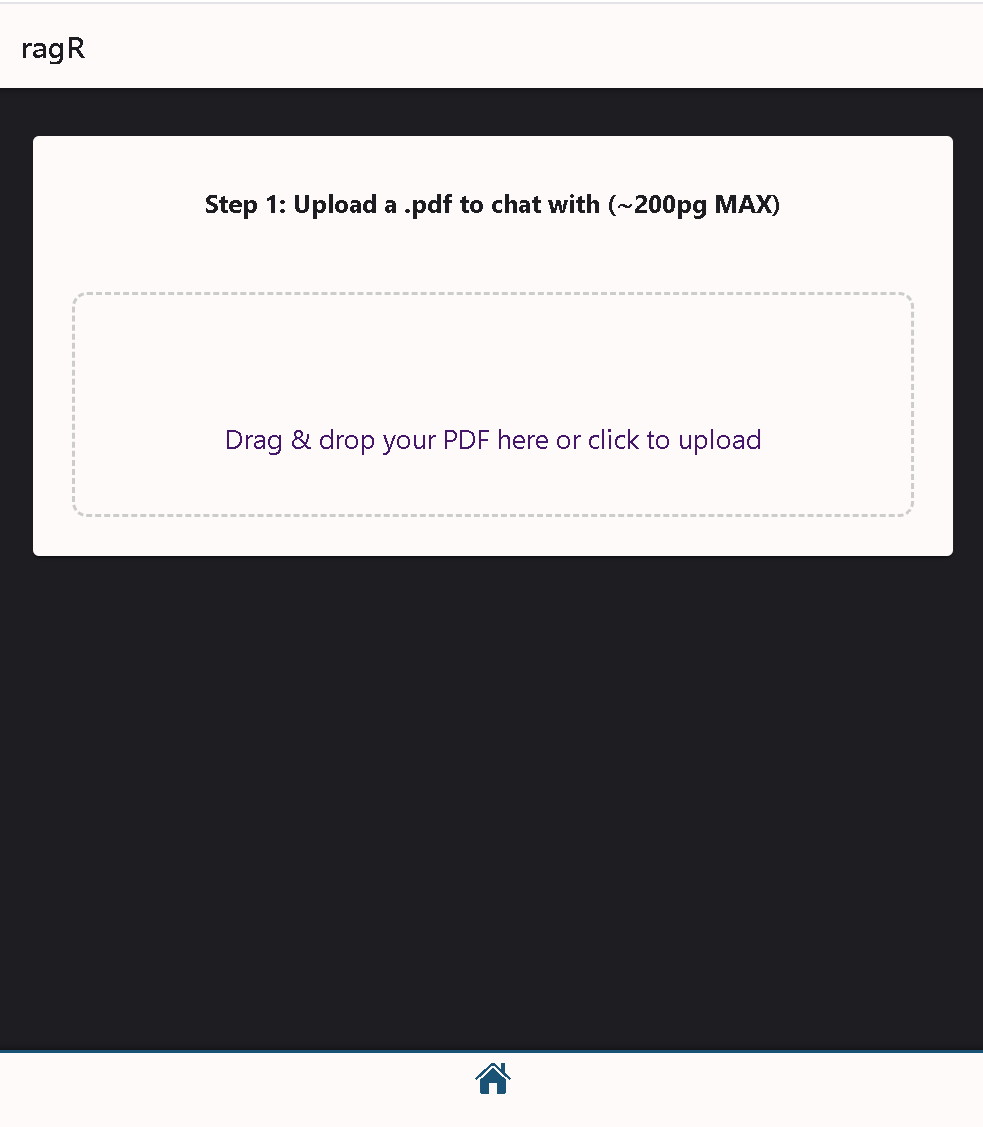 ragR
Step 1: Upload a .pdf to chat with (~200pg MAX)
Drag & drop your PDF here or click to upload